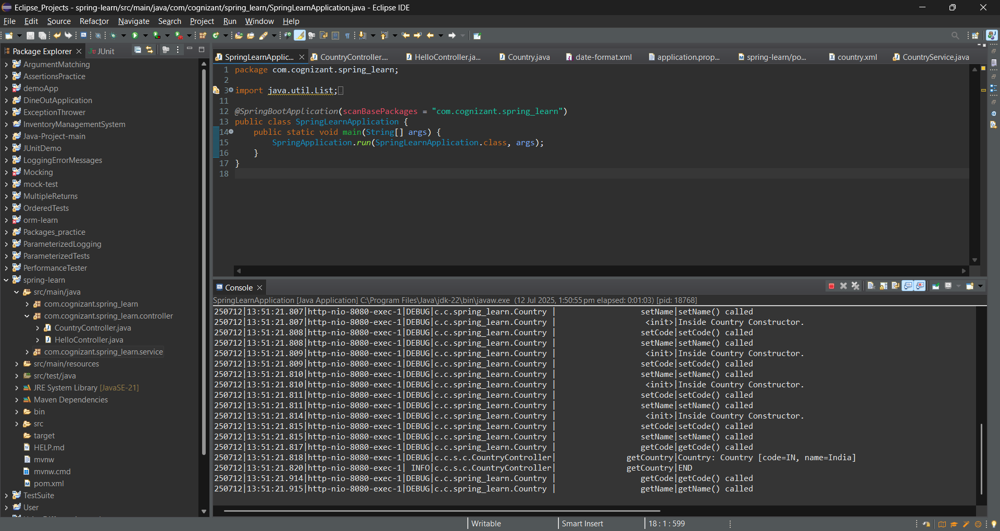 Eclipse_Projects - spring-learn/src/main/java/com/cognizant/spring_learn/SpringLearnApplication.java - Eclipse IDE
File Edit Source Refactor Navigate Search Project Run Window Help
Package Explorer
JUnit
ArgumentMatching
AssertionsPractice
demoApp
DineOutApplication
ExceptionThrower
InventoryManagementSystem
Java-Project-main
JUnitDemo
LoggingErrorMessages
Mocking
mock-test
MultipleReturns
OrderedTests
orm-learn
Packages_practice
ParameterizedLogging
ParameterizedTests
PerformanceTester
spring-learn
src/main/java
com.cognizant.spring_learn
com.cognizant.spring_learn.controller
CountryController.java
HelloController.java
com.cognizant.spring_learn.service
src/main/resources
src/test/java
JRE System Library [JavaSE-21]
Maven Dependencies
bin
src
target
HELP.md
mvnw
mvnw.cmd
pom.xml
TestSuite
User
SpringLearnApplic... CountryController.... HelloController.ja... Country.java date-format.xml application.prop... spring-learn/po... country.xml CountryService.java
1 package com.cognizant.spring_learn;
2
3 import java.util.List;
11
12 @SpringBootApplication(scanBasePackages = "com.cognizant.spring_learn")
13 public class SpringLearnApplication {
14 public static void main(String[] args) {
15 SpringApplication.run(SpringLearnApplication.class, args);
16 }
17 }
18
Console
SpringLearnApplication [Java Application] C:\Program Files\Java\jdk-22\bin\javaw.exe (12 Jul 2025, 1:50:55 pm elapsed: 0:01:03) [pid: 18768]
250712|13:51:21.807|http-nio-8080-exec-1|DEBUG|c.c.spring_learn.Country | setName|setName() called
250712|13:51:21.807|http-nio-8080-exec-1|DEBUG|c.c.spring_learn.Country | <init>|Inside Country Constructor.
250712|13:51:21.808|http-nio-8080-exec-1|DEBUG|c.c.spring_learn.Country | setCode|setCode() called
250712|13:51:21.808|http-nio-8080-exec-1|DEBUG|c.c.spring_learn.Country | setName|setName() called
250712|13:51:21.809|http-nio-8080-exec-1|DEBUG|c.c.spring_learn.Country | <init>|Inside Country Constructor.
250712|13:51:21.809|http-nio-8080-exec-1|DEBUG|c.c.spring_learn.Country | setCode|setCode() called
250712|13:51:21.810|http-nio-8080-exec-1|DEBUG|c.c.spring_learn.Country | setName|setName() called
250712|13:51:21.810|http-nio-8080-exec-1|DEBUG|c.c.spring_learn.Country | <init>|Inside Country Constructor.
250712|13:51:21.811|http-nio-8080-exec-1|DEBUG|c.c.spring_learn.Country | setCode|setCode() called
250712|13:51:21.811|http-nio-8080-exec-1|DEBUG|c.c.spring_learn.Country | setName|setName() called
250712|13:51:21.814|http-nio-8080-exec-1|DEBUG|c.c.spring_learn.Country | <init>|Inside Country Constructor.
250712|13:51:21.815|http-nio-8080-exec-1|DEBUG|c.c.spring_learn.Country | setCode|setCode() called
250712|13:51:21.815|http-nio-8080-exec-1|DEBUG|c.c.spring_learn.Country | setName|setName() called
250712|13:51:21.817|http-nio-8080-exec-1|DEBUG|c.c.spring_learn.Country | getCode|getCode() called
250712|13:51:21.818|http-nio-8080-exec-1|DEBUG|c.c.s.c.CountryController| getCountry|Country: Country [code=IN, name=India]
250712|13:51:21.820|http-nio-8080-exec-1| INFO|c.c.s.c.CountryController| getCountry|END
250712|13:51:21.914|http-nio-8080-exec-1|DEBUG|c.c.spring_learn.Country | getCode|getCode() called
250712|13:51:21.915|http-nio-8080-exec-1|DEBUG|c.c.spring_learn.Country | getName|getName() called
Writable Smart Insert 18 : 1 : 599